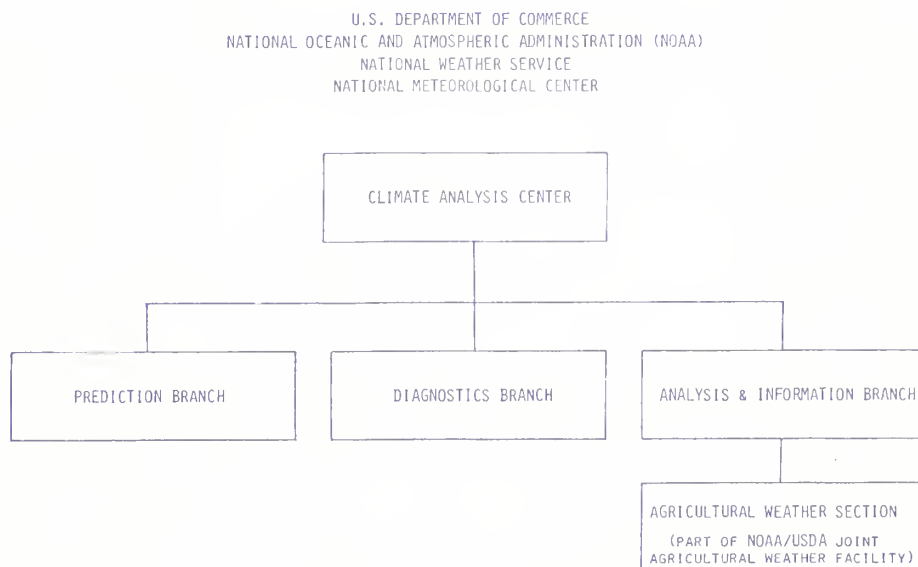 U.S. DEPARTMENT OF COMMERCE
NATIONAL OCEANIC AND ATMOSPHERIC ADMINISTRATION (NOAA)
NATIONAL WEATHER SERVICE
NATIONAL METEOROLOGICAL CENTER
CLIMATE ANALYSIS CENTER
PREDICTION BRANCH
DIAGNOSTICS BRANCH
ANALYSIS & INFORMATION BRANCH
AGRICULTURAL WEATHER SECTION
(PART OF NOAA/USDA JOINT
AGRICULTURAL WEATHER FACILITY)